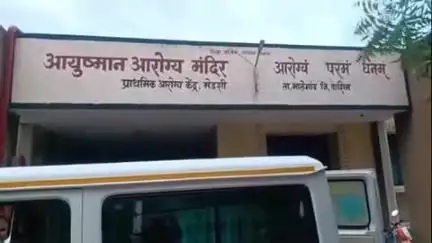 आयुष्मान आरोग्य मंदिर
प्राथमिक आरोग्य केंद्र, मेडशी
आरोग्यं परमं धनम्
ता.मालेगांव जि.वाशिम